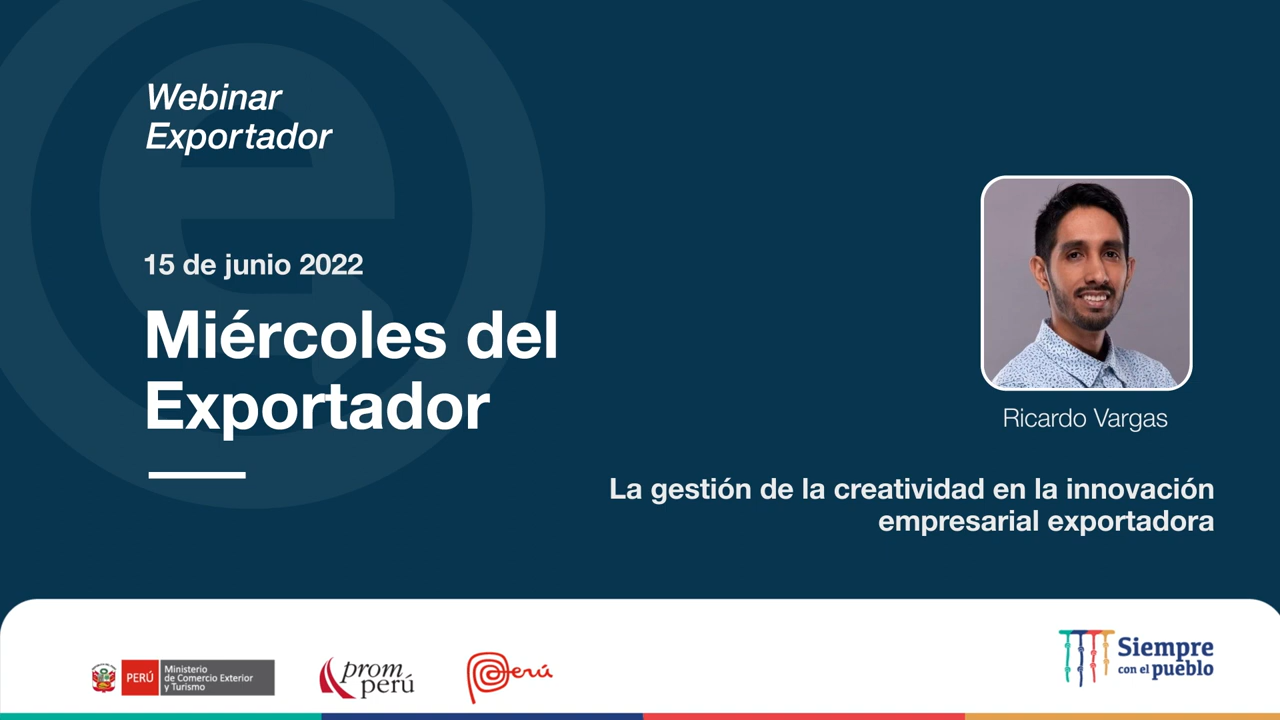 Webinar
Exportador
15 de junio 2022
Miércoles del
Exportador
Ricardo Vargas
La gestión de la creatividad en la innovación
empresarial exportadora
PERÚ
Ministerio
de Comercio Exterior
y Turismo
prom
perú
Perú
Siempre
con el pueblo